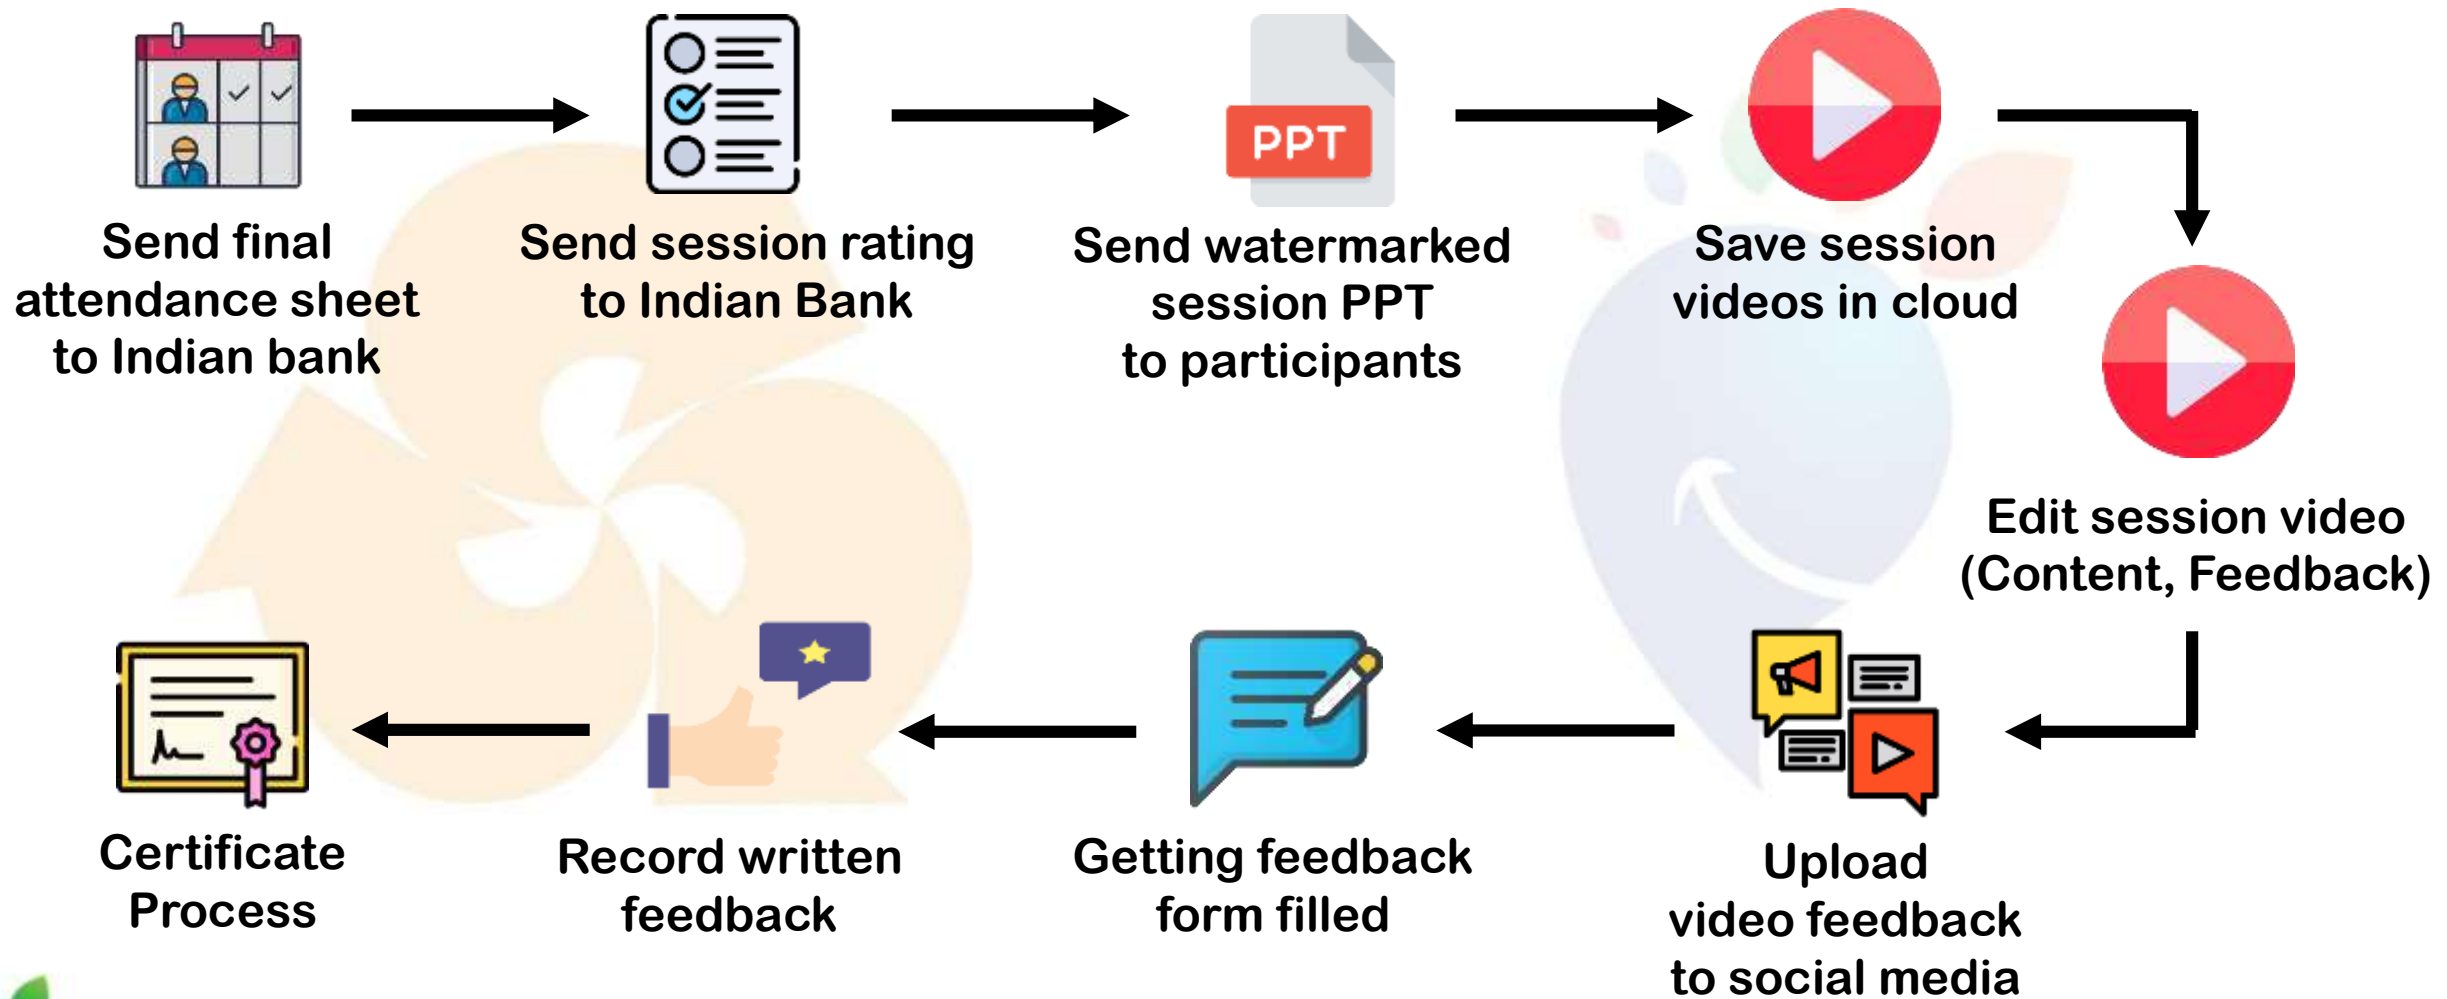 Send final
attendance sheet
to Indian bank
Send session rating
to Indian Bank
PPT
Send watermarked
session PPT
to participants
Save session
videos in cloud
Edit session video
(Content, Feedback)
Upload
video feedback
to social media
Getting feedback
form filled
Record written
feedback
Certificate
Process